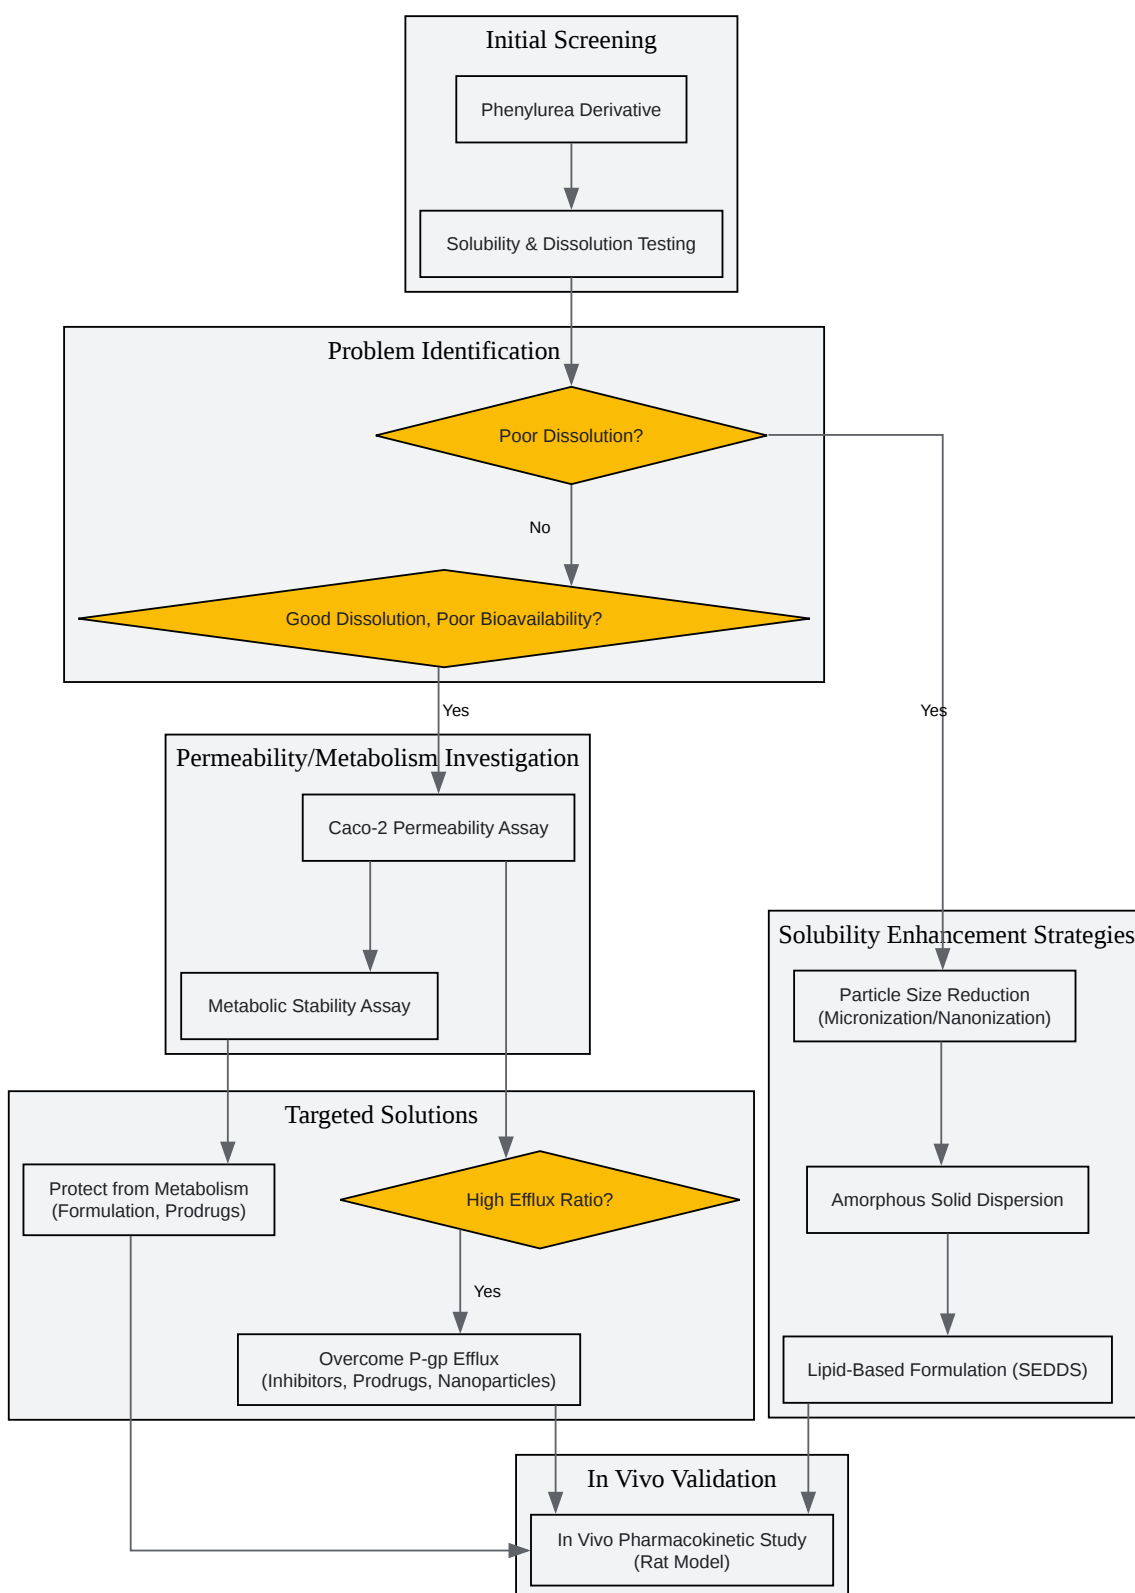 Initial Screening
Phenylurea Derivative
Solubility & Dissolution Testing
Problem Identification
Poor Dissolution?
No
Good Dissolution, Poor Bioavailability?
Yes
Yes
Permeability/Metabolism Investigation
Caco-2 Permeability Assay
Metabolic Stability Assay
Solubility Enhancement Strategies
Particle Size Reduction
(Micronization/Nanonization)
Amorphous Solid Dispersion
Lipid-Based Formulation (SEDDS)
Targeted Solutions
Protect from Metabolism
(Formulation, Prodrugs)
High Efflux Ratio?
Yes
Overcome P-gp Efflux
(Inhibitors, Prodrugs, Nanoparticles)
In Vivo Validation
In Vivo Pharmacokinetic Study
(Rat Model)